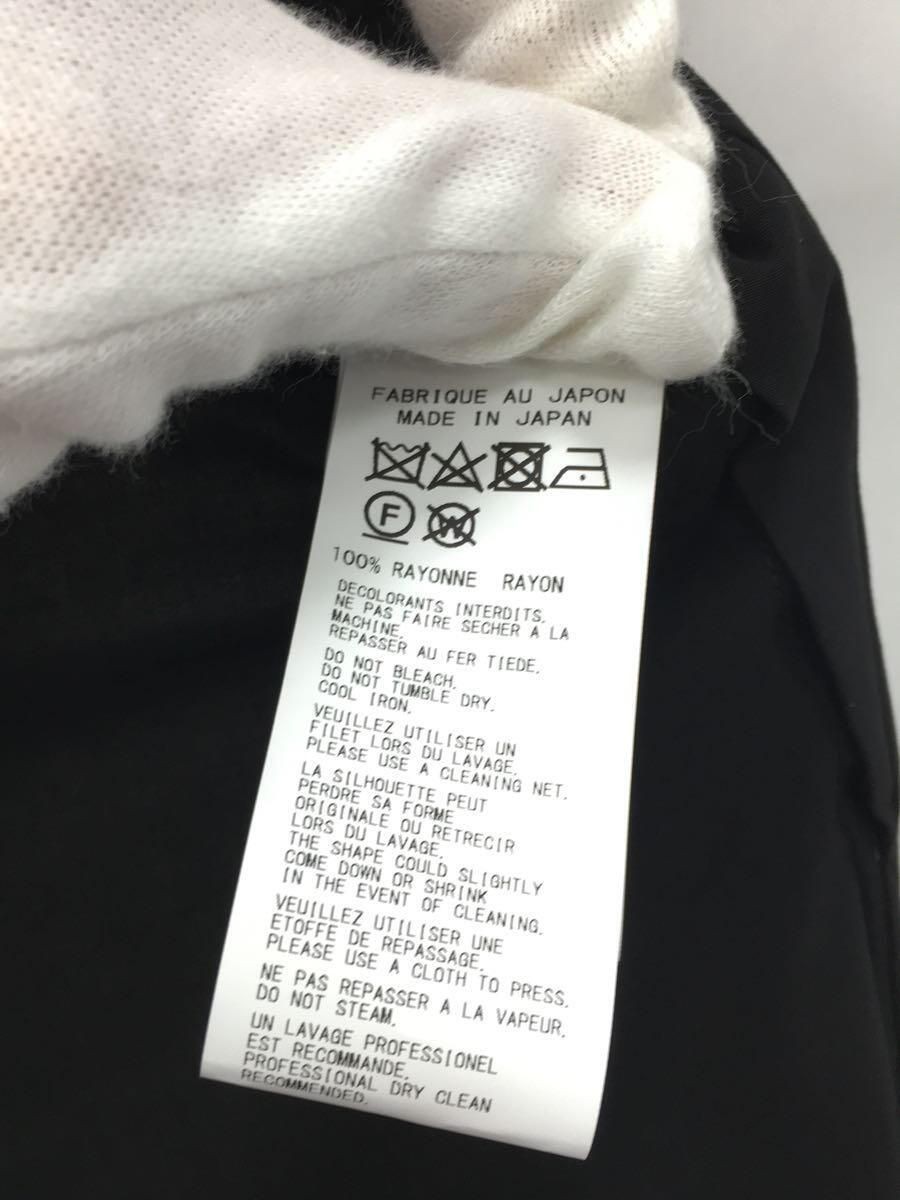 FABRIQUE AU JAPON
MADE IN JAPAN
F W
100% RAYONNE RAYON
DECOLORANTS INTERDITS.
NE PAS FAIRE SECHER A LA
MACHINE.
REPASSER AU FER TIEDE.
DO NOT BLEACH.
DO NOT TUMBLE DRY.
COOL IRON.
VEUILLEZ UTILISER UN
FILET LORS DU LAVAGE.
PLEASE USE A CLEANING NET.
LA SILHOUETTE PEUT
PERDRE SA FORME
ORIGINALE OU RETRECIR
LORS DU LAVAGE.
THE SHAPE COULD SLIGHTLY
COME DOWN OR SHRINK
IN THE EVENT OF CLEANING.
VEUILLEZ UTILISER UNE
ETOFFE DE REPASSAGE.
PLEASE USE A CLOTH TO PRESS.
NE PAS REPASSER A LA VAPEUR.
DO NOT STEAM.
UN LAVAGE PROFESSIONEL
EST RECOMMANDE.
PROFESSIONAL DRY CLEAN
RECOMMENDED.